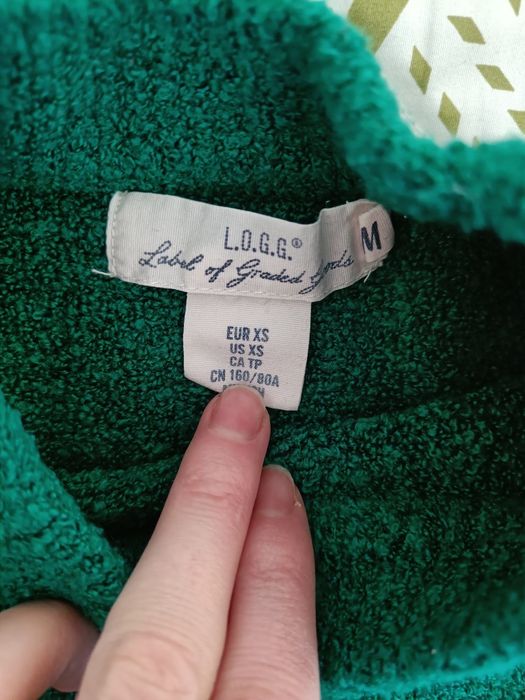 L.O.G.G.®
Label of Graded Goods
M
EUR XS
US XS
CA TP
CN 160/80A